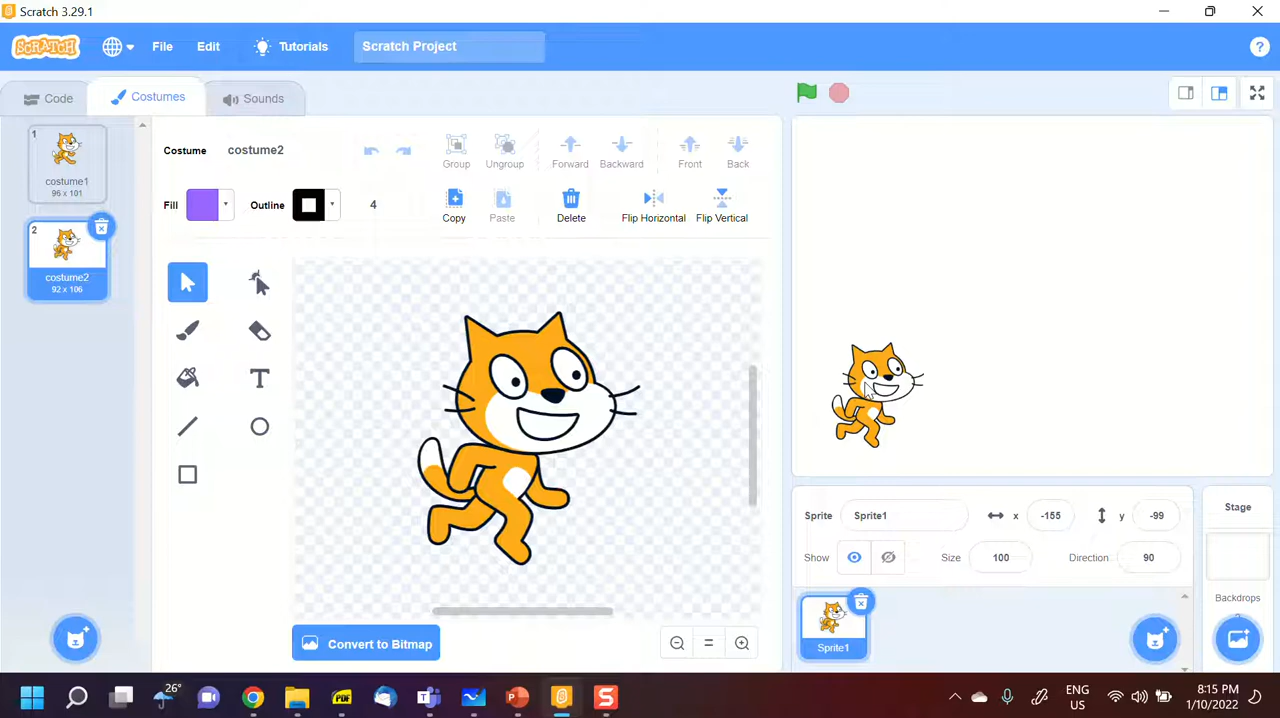 Scratch 3.29.1
SCRATCH File Edit Tutorials Scratch Project ?
Code Costumes Sounds
1
costume1
96 x 101
2
costume2
92 x 106
Costume costume2
Group Ungroup Forward Backward Front Back
Fill Outline 4
Copy Paste Delete Flip Horizontal Flip Vertical
T
Convert to Bitmap
Sprite Sprite1 x -155 y -99
Show Size 100 Direction 90
Sprite1
Stage
Backdrops
26°
PDF
S
ENG
US
8:15 PM
1/10/2022